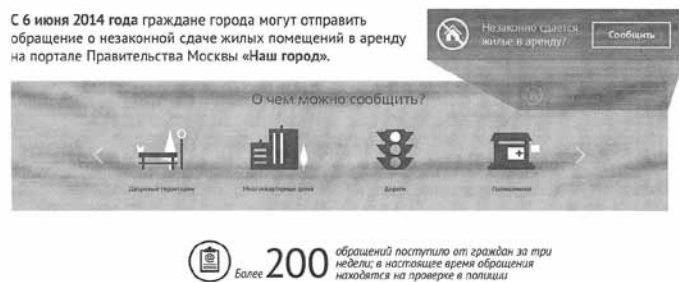 С 6 июня 2014 года граждане города могут отправить
обращение о незаконной сдаче жилых помещений в аренду
на портале Правительства Москвы «Наш город».
Незаконно сдается
жилье в аренду?
Сообщить
О чем можно сообщить?
Дворовые территории
Многоквартирные дома
Дороги
Поликлиники
Более 200 обращений поступило от граждан за три
недели; в настоящее время обращения
находятся на проверке в полиции